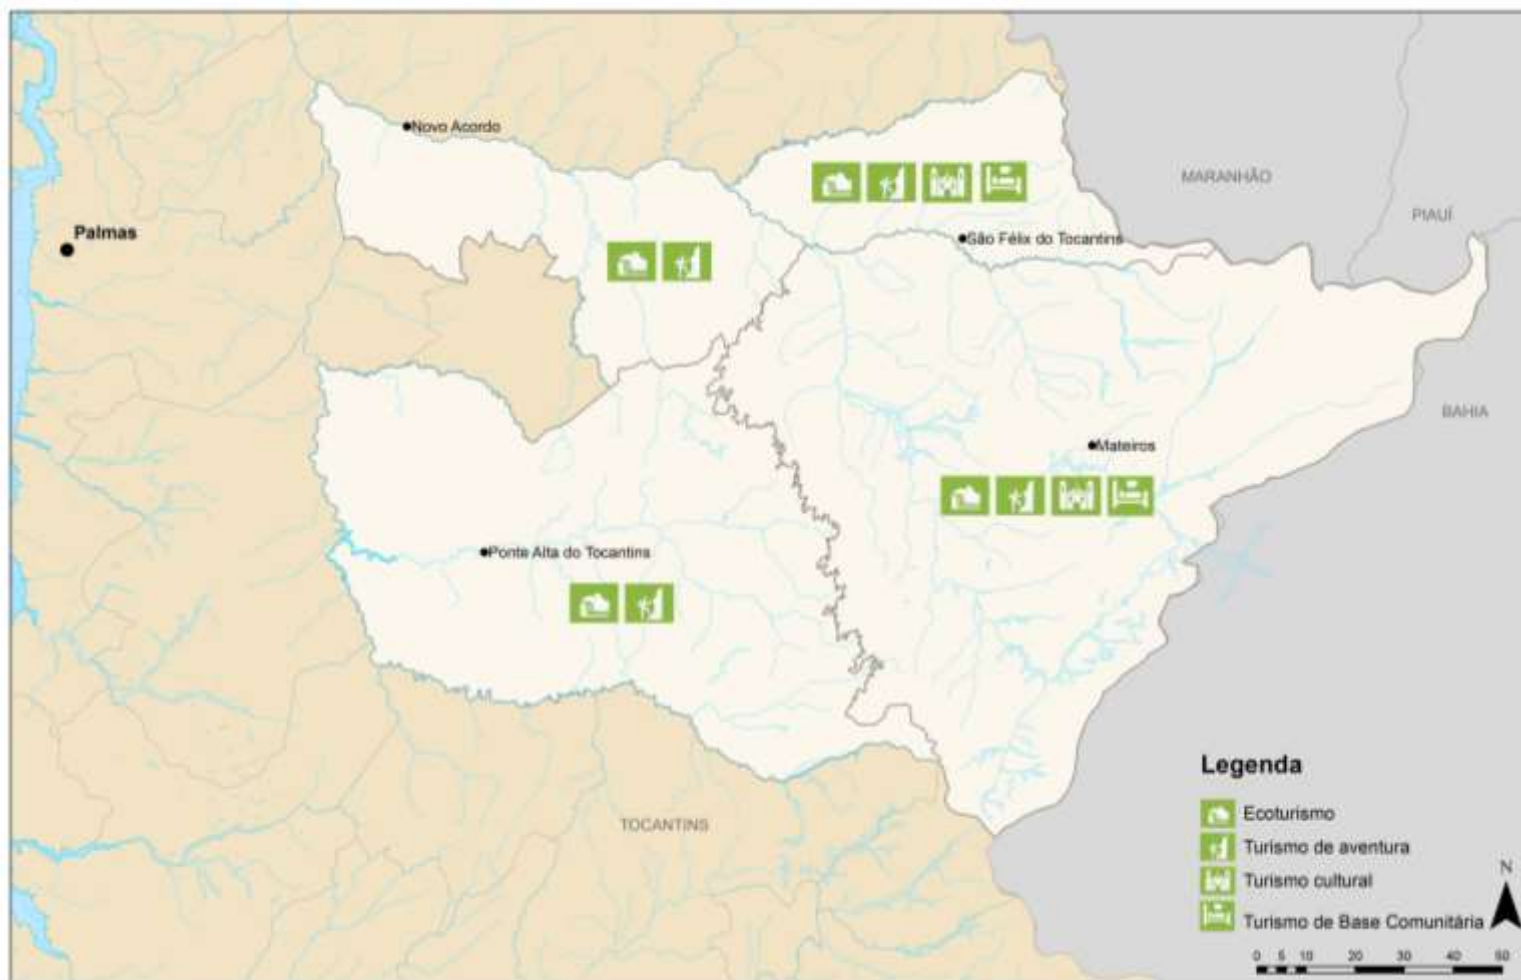 Novo Acordo
MARANHÃO
PIAUÍ
Palmas
São Félix do Tocantins
BAHIA
Mateiros
Ponte Alta do Tocantins
TOCANTINS
Legenda
Ecoturismo
Turismo de aventura
Turismo cultural
Turismo de Base Comunitária
N
0 5 10 20 30 40 50